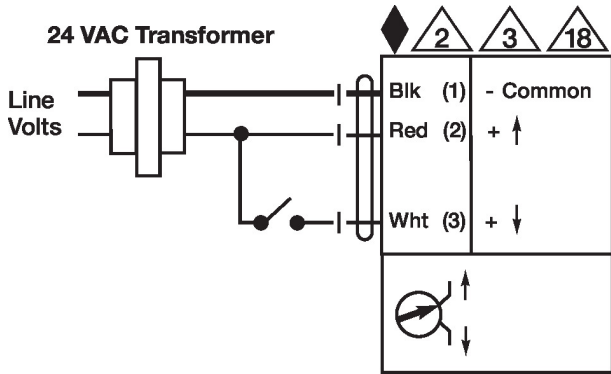 2 3 18
24 VAC Transformer
Line
Volts
Blk (1) - Common
Red (2) + ↑
Wht (3) + ↓